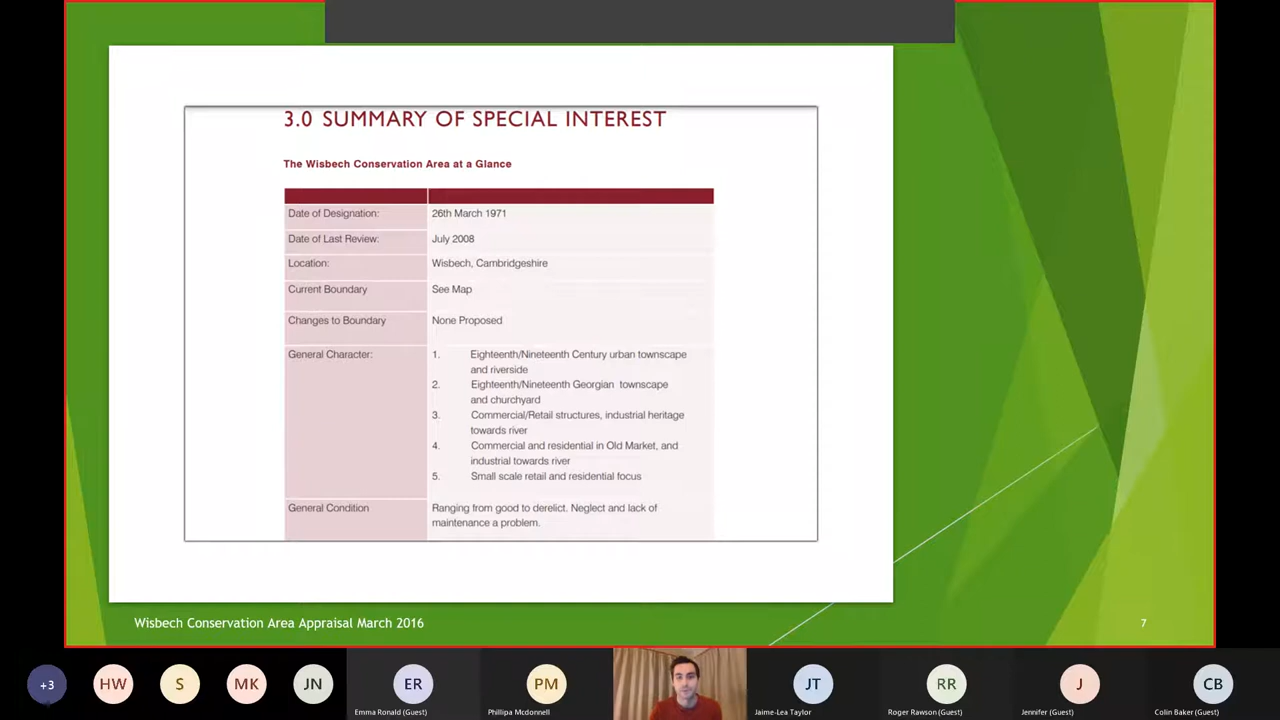 3.0 SUMMARY OF SPECIAL INTEREST
The Wisbech Conservation Area at a Glance
Date of Designation: 26th March 1971
Date of Last Review: July 2008
Location: Wisbech, Cambridgeshire
Current Boundary See Map
Changes to Boundary None Proposed
General Character: 1. Eighteenth/Nineteenth Century urban townscape
and riverside
2. Eighteenth/Nineteenth Georgian townscape
and churchyard
3. Commercial/Retail structures, industrial heritage
towards river
4. Commercial and residential in Old Market, and
industrial towards river
5. Small scale retail and residential focus
General Condition Ranging from good to derelict. Neglect and lack of
maintenance a problem.
Wisbech Conservation Area Appraisal March 2016 7
+3 HW S MK JN ER PM JT RR J CB
Emma Ronald (Guest) Phillipa Mcdonnell Jaime-Lea Taylor Roger Rawson (Guest) Jennifer (Guest) Colin Baker (Guest)